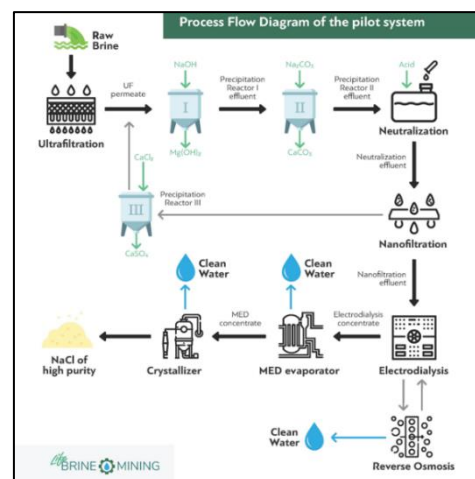 Process Flow Diagram of the pilot system
Raw
Brine
UF
permeate
NaOH
Precipitation
Reactor I
effluent
Na₂CO₃
Precipitation
Reactor II
effluent
Acid
I
II
Ultrafiltration
Mg(OH)₂
CaCO₃
Neutralization
CaCl₂
Neutralization
effluent
Precipitation
Reactor III
III
CaSO₄
Nanofiltration
Clean
Water
Clean
Water
Nanofiltration
effluent
MED
concentrate
Electrodialysis
concentrate
NaCl of
high purity
Crystallizer
MED evaporator
Electrodialysis
Clean
Water
Reverse Osmosis
Life
BRINE MINING